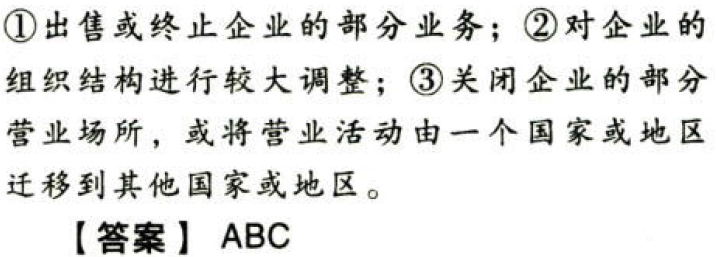 ①出售或终止企业的部分业务；②对企业的
组织结构进行较大调整；③关闭企业的部分
营业场所，或将营业活动由一个国家或地区
迁移到其他国家或地区。
【答案】 ABC